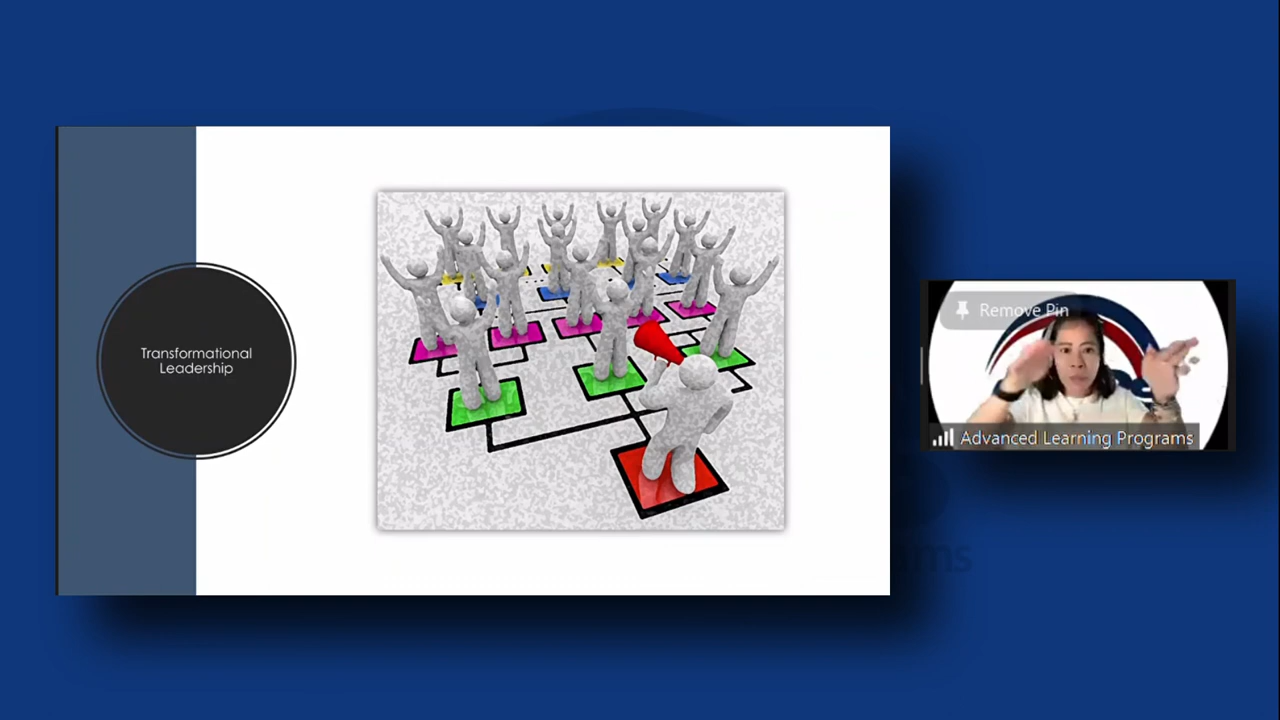 Transformational
Leadership
Remove Pin
Advanced Learning Programs